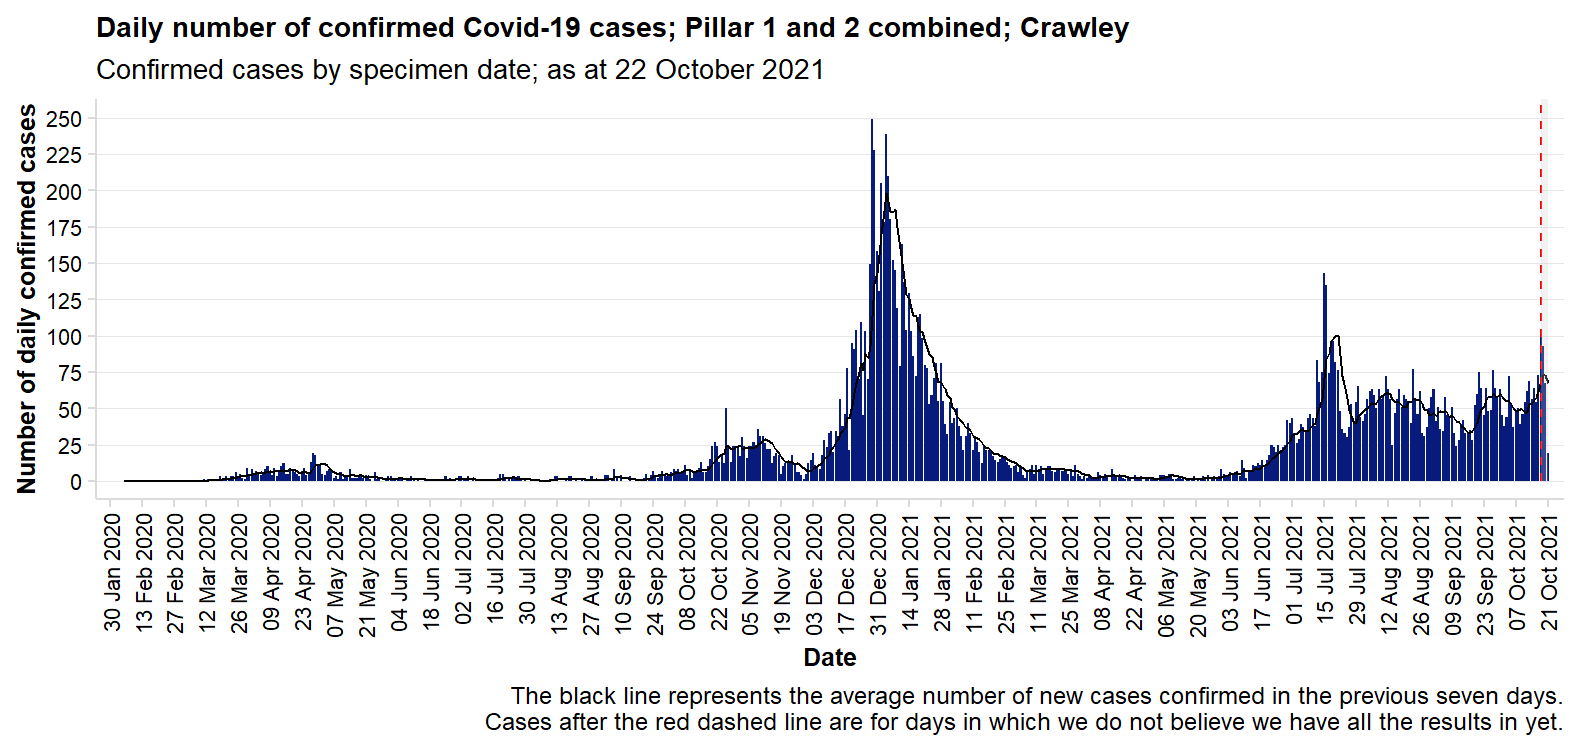 Daily number of confirmed Covid-19 cases; Pillar 1 and 2 combined; Crawley
Confirmed cases by specimen date; as at 22 October 2021
Number of daily confirmed cases
250
225
200
175
150
125
100
75
50
25
0
30 Jan 2020
13 Feb 2020
27 Feb 2020
12 Mar 2020
26 Mar 2020
09 Apr 2020
23 Apr 2020
07 May 2020
21 May 2020
04 Jun 2020
18 Jun 2020
02 Jul 2020
16 Jul 2020
30 Jul 2020
13 Aug 2020
27 Aug 2020
10 Sep 2020
24 Sep 2020
08 Oct 2020
22 Oct 2020
05 Nov 2020
19 Nov 2020
03 Dec 2020
17 Dec 2020
31 Dec 2020
14 Jan 2021
28 Jan 2021
11 Feb 2021
25 Feb 2021
11 Mar 2021
25 Mar 2021
08 Apr 2021
22 Apr 2021
06 May 2021
20 May 2021
03 Jun 2021
17 Jun 2021
01 Jul 2021
15 Jul 2021
29 Jul 2021
12 Aug 2021
26 Aug 2021
09 Sep 2021
23 Sep 2021
07 Oct 2021
21 Oct 2021
Date
The black line represents the average number of new cases confirmed in the previous seven days.
Cases after the red dashed line are for days in which we do not believe we have all the results in yet.